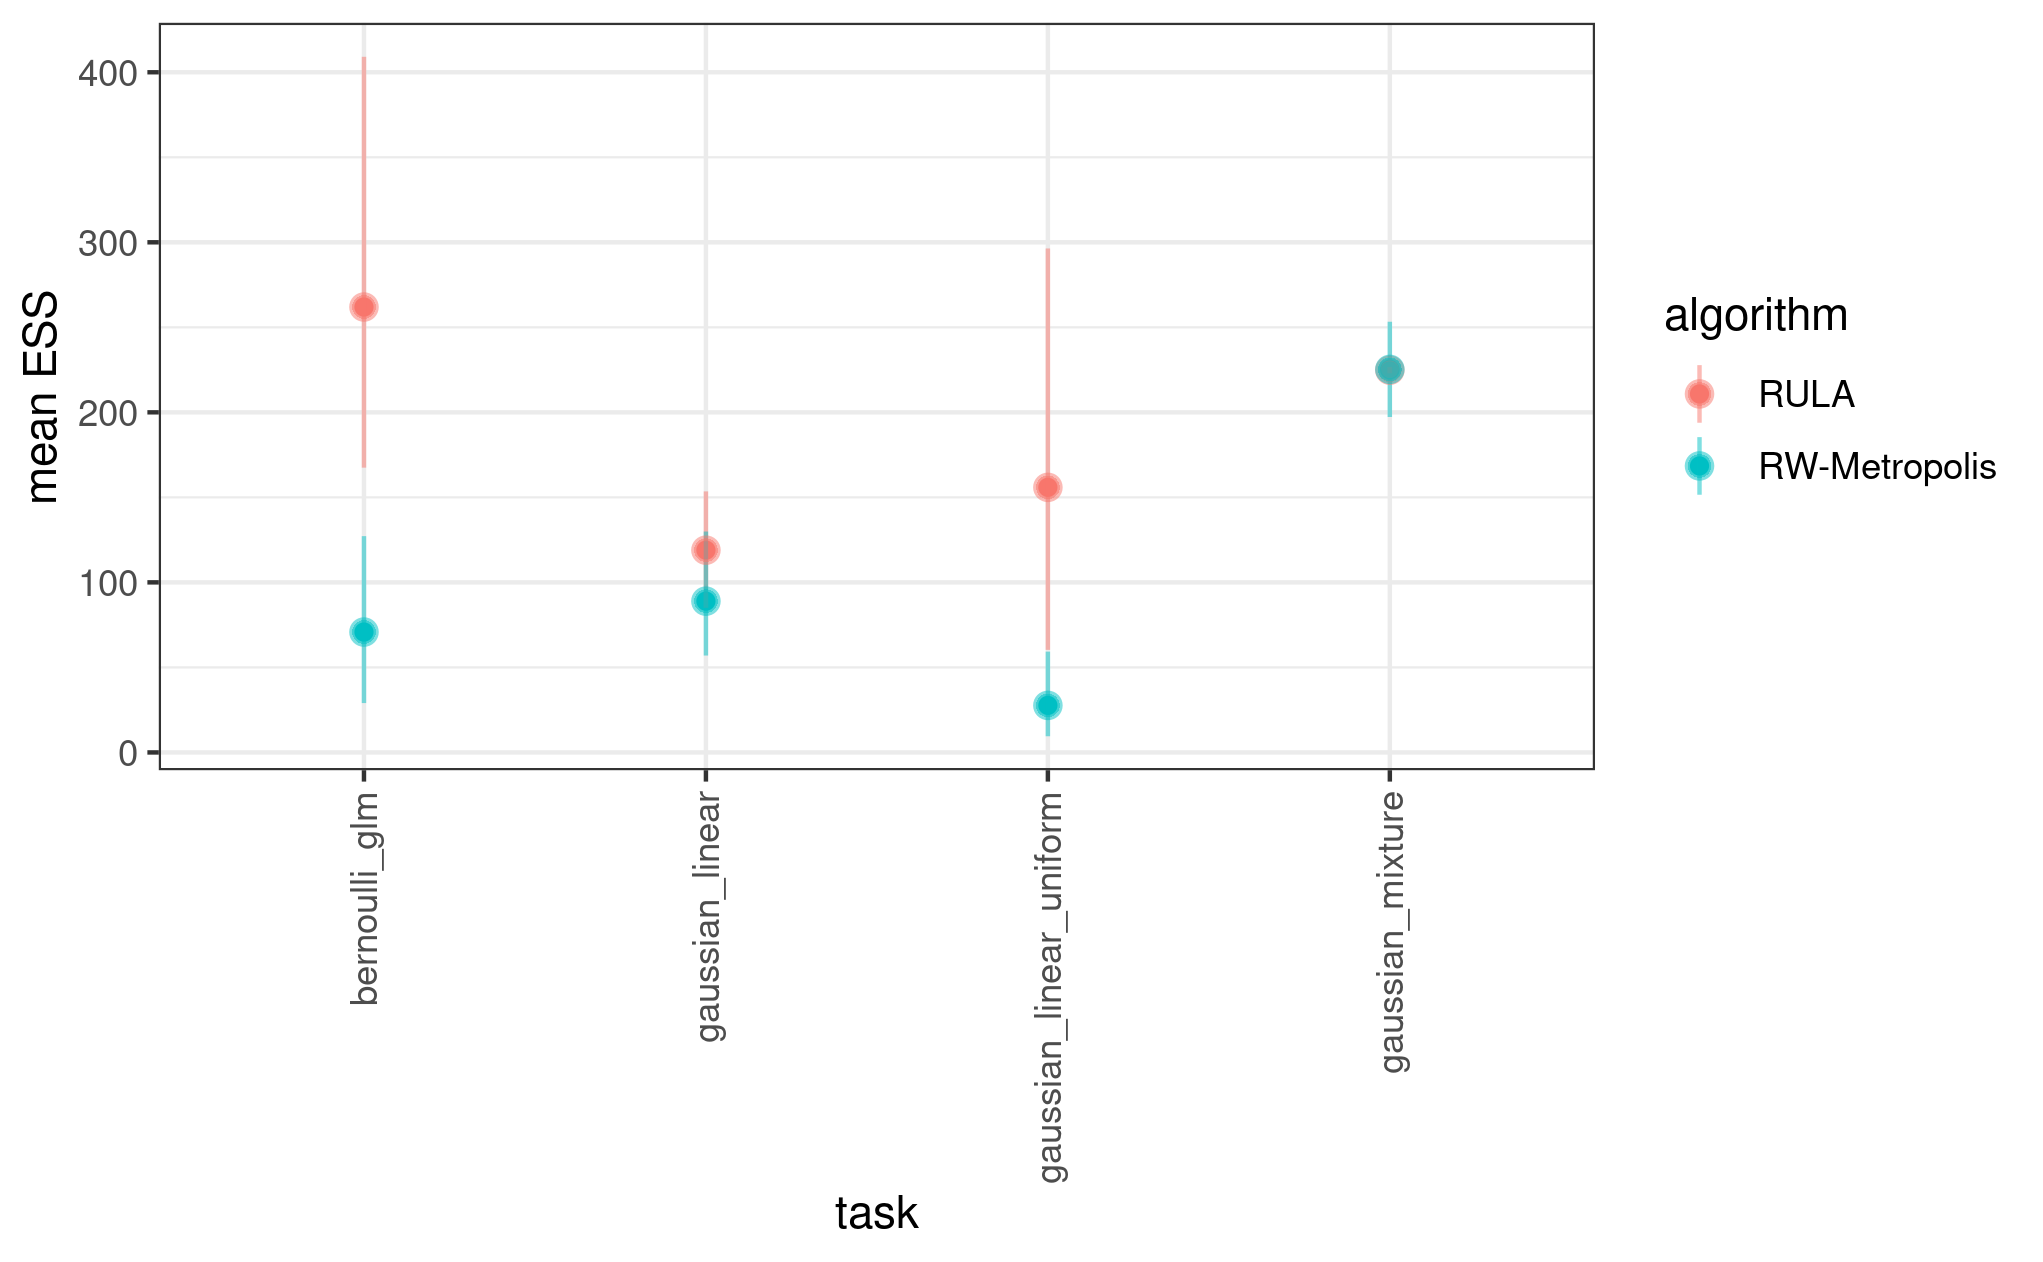 mean ESS
400
300
200
100
0
bernoulli_glm
gaussian_linear
gaussian_linear_uniform
gaussian_mixture
task
algorithm
RULA
RW-Metropolis